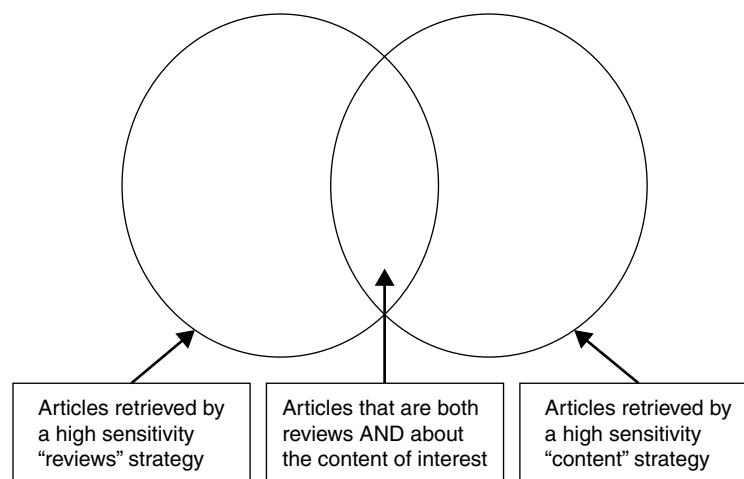 Articles retrieved by
a high sensitivity
“reviews” strategy
Articles that are both
reviews AND about
the content of interest
Articles retrieved by
a high sensitivity
“content” strategy